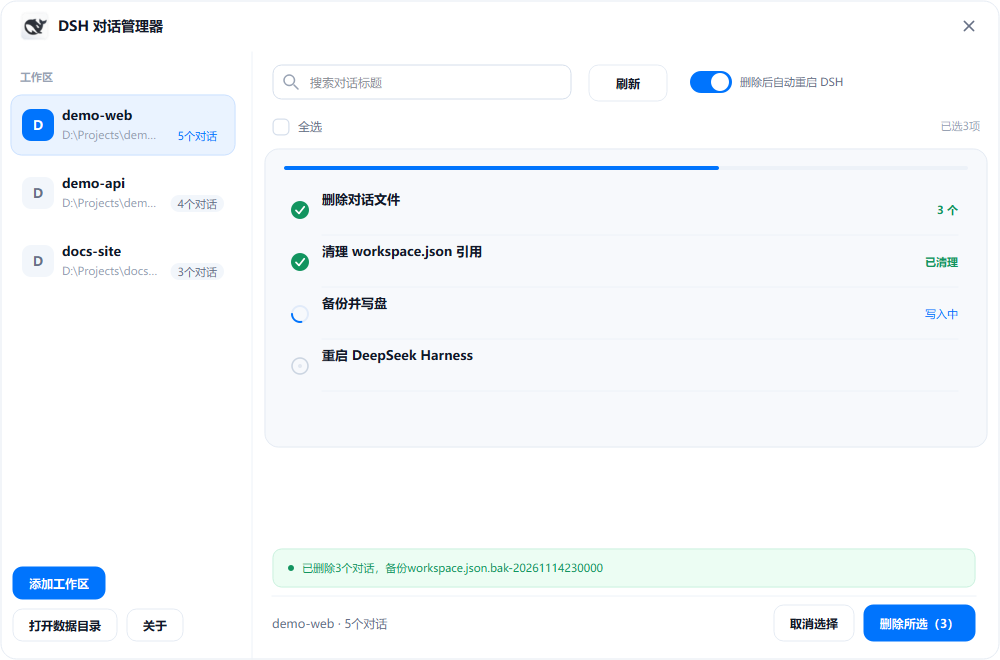 DSH 对话管理器
工作区
D
demo-web
D:\Projects\dem...
5个对话
D
demo-api
D:\Projects\dem...
4个对话
D
docs-site
D:\Projects\docs...
3个对话
添加工作区
打开数据目录
关于
搜索对话标题
刷新
删除后自动重启 DSH
全选
已选3项
删除对话文件
3 个
清理 workspace.json 引用
已清理
备份并写盘
写入中
重启 DeepSeek Harness
已删除3个对话，备份workspace.json.bak-20261114230000
demo-web · 5个对话
取消选择
删除所选（3）